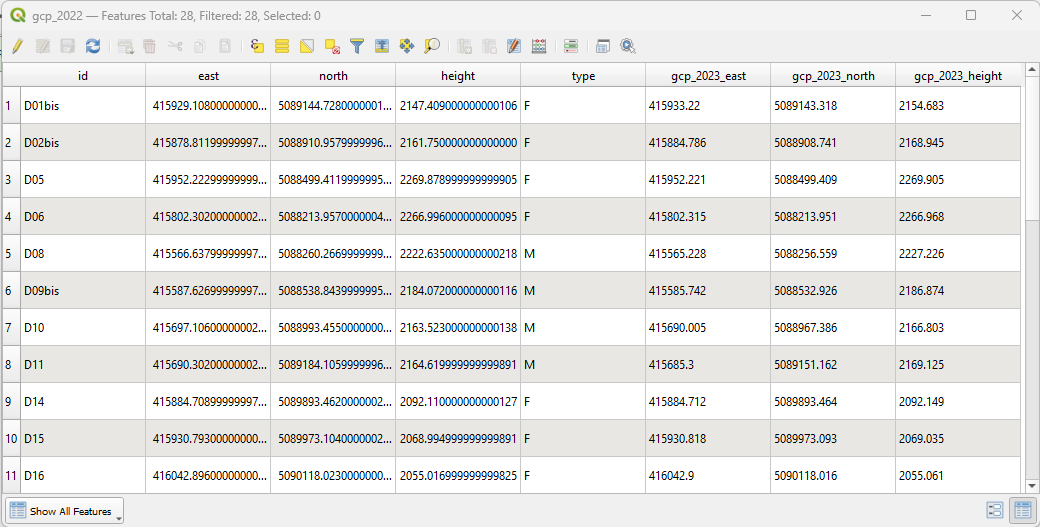 gcp_2022 — Features Total: 28, Filtered: 28, Selected: 0
id east north height type gcp_2023_east gcp_2023_north gcp_2023_height
1 D01bis 415929.10800000000... 5089144.7280000001... 2147.409000000000106 F 415933.22 5089143.318 2154.683
2 D02bis 415878.81199999997... 5088910.9579999996... 2161.750000000000000 F 415884.786 5088908.741 2168.945
3 D05 415952.22299999999... 5088499.4119999995... 2269.878999999999905 F 415952.221 5088499.409 2269.905
4 D06 415802.30200000002... 5088213.9570000004... 2266.996000000000095 F 415802.315 5088213.951 2266.968
5 D08 415566.63799999997... 5088260.2669999999... 2222.635000000000218 M 415565.228 5088256.559 2227.226
6 D09bis 415587.62699999997... 5088538.8439999995... 2184.072000000000116 M 415585.742 5088532.926 2186.874
7 D10 415697.10600000002... 5088993.4550000000... 2163.523000000000138 M 415690.005 5088967.386 2166.803
8 D11 415690.30200000002... 5089184.1059999996... 2164.619999999999891 M 415685.3 5089151.162 2169.125
9 D14 415884.70899999997... 5089893.4620000002... 2092.110000000000127 F 415884.712 5089893.464 2092.149
10 D15 415930.79300000000... 5089973.1040000002... 2068.994999999999891 F 415930.818 5089973.093 2069.035
11 D16 416042.89600000000... 5090118.0230000000... 2055.016999999999825 F 416042.9 5090118.016 2055.061
Show All Features